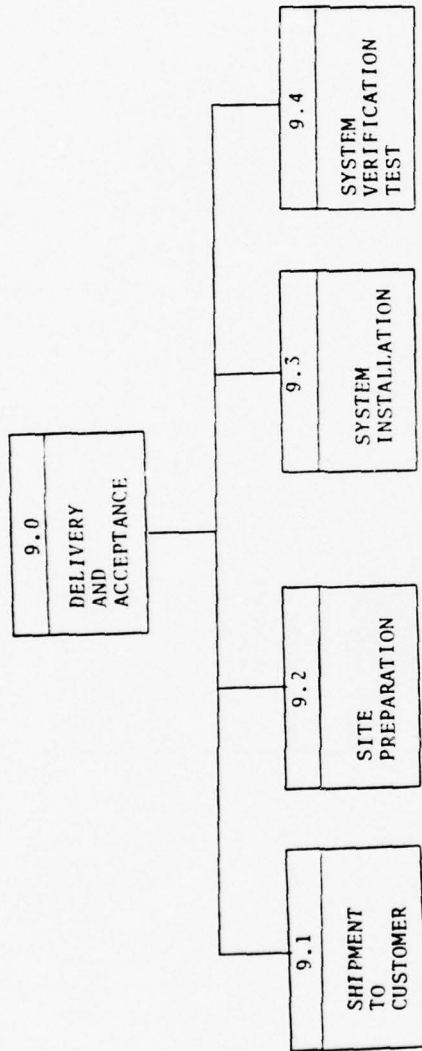 9.0
DELIVERY
AND
ACCEPTANCE
9.1
SHIPMENT
TO
CUSTOMER
9.2
SITE
PREPARATION
9.3
SYSTEM
INSTALLATION
9.4
SYSTEM
VERIFICATION
TEST